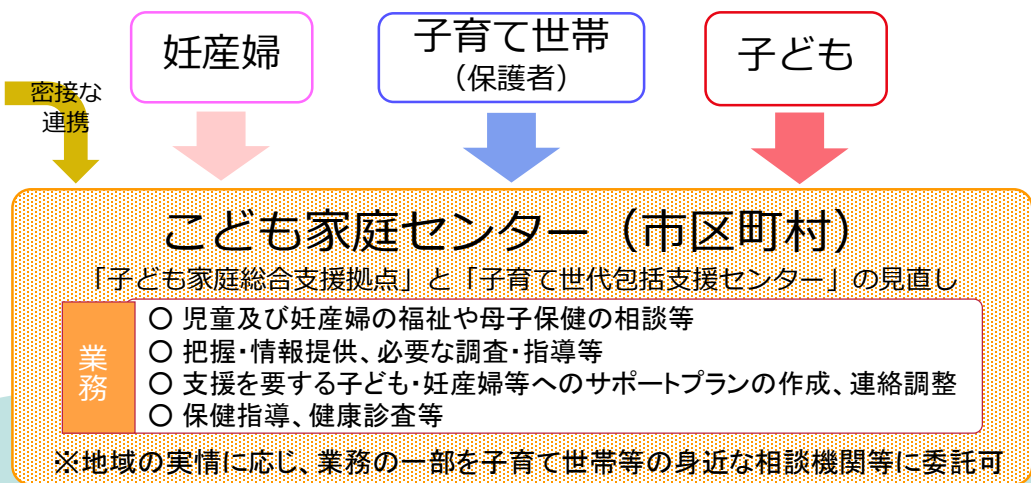 妊産婦
子育て世帯
（保護者）
子ども
密接な
連携
こども家庭センター（市区町村）
「子ども家庭総合支援拠点」と「子育て世代包括支援センター」の見直し
業務
〇 児童及び妊産婦の福祉や母子保健の相談等
〇 把握・情報提供、必要な調査・指導等
〇 支援を要する子ども・妊産婦等へのサポートプランの作成、連絡調整
〇 保健指導、健康診査等
※地域の実情に応じ、業務の一部を子育て世帯等の身近な相談機関等に委託可